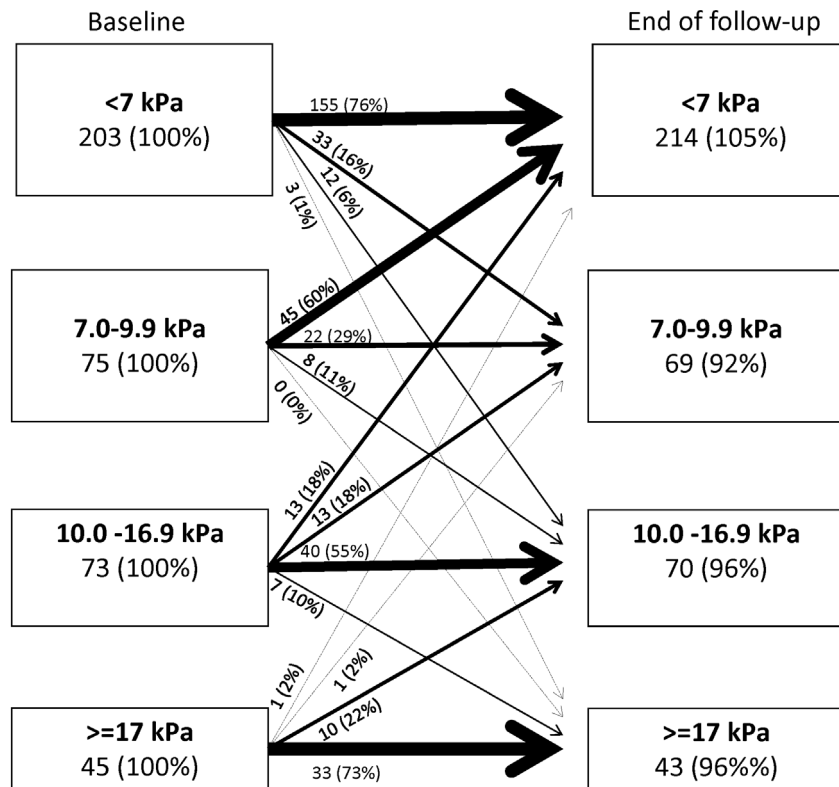 Baseline
End of follow-up
<7 kPa
203 (100%)
155 (76%)
33 (16%)
12 (6%)
3 (1%)
<7 kPa
214 (105%)
7.0-9.9 kPa
75 (100%)
45 (60%)
22 (29%)
8 (11%)
0 (0%)
7.0-9.9 kPa
69 (92%)
10.0 -16.9 kPa
73 (100%)
13 (18%)
13 (18%)
40 (55%)
7 (10%)
10.0 -16.9 kPa
70 (96%)
>=17 kPa
45 (100%)
1 (2%)
1 (2%)
10 (22%)
33 (73%)
>=17 kPa
43 (96%%)